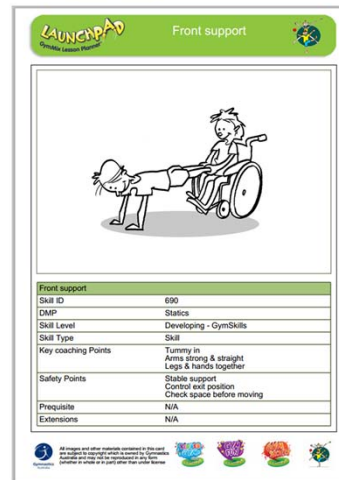 LAUNCHPAD
GymMix Lesson Planner
Front support
Front support
Skill ID 690
DMP Statics
Skill Level Developing - GymSkills
Skill Type Skill
Key coaching Points Tummy in
Arms strong & straight
Legs & hands together
Safety Points Stable support
Control exit position
Check space before moving
Prequisite N/A
Extensions N/A
All images and other materials contained in this card
are subject to copyright which is owned by Gymnastics
Australia and may not be reproduced in any form
(whether in whole or in part) other than under license